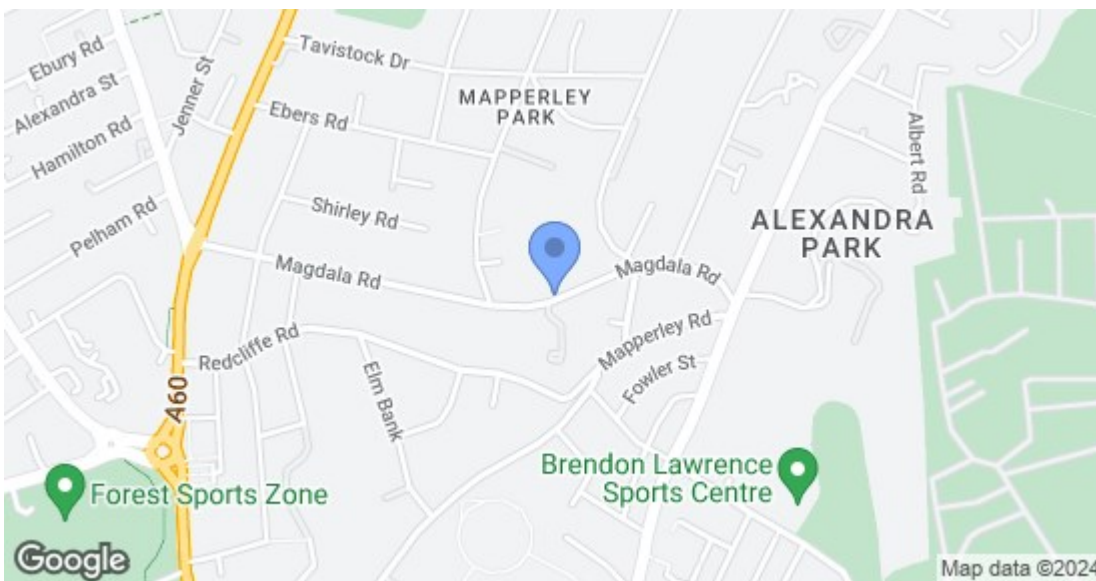 Ebury Rd
Alexandra St
Hamilton Rd
Pelham Rd
Jenner St
Tavistock Dr
MAPPERLEY
PARK
Ebers Rd
Shirley Rd
Magdala Rd
Magdala Rd
ALEXANDRA
PARK
Albert Rd
Mapperley Rd
Fowler St
Redcliffe Rd
Elm Bank
A60
Forest Sports Zone
Brendon Lawrence
Sports Centre
Google
Map data ©2024